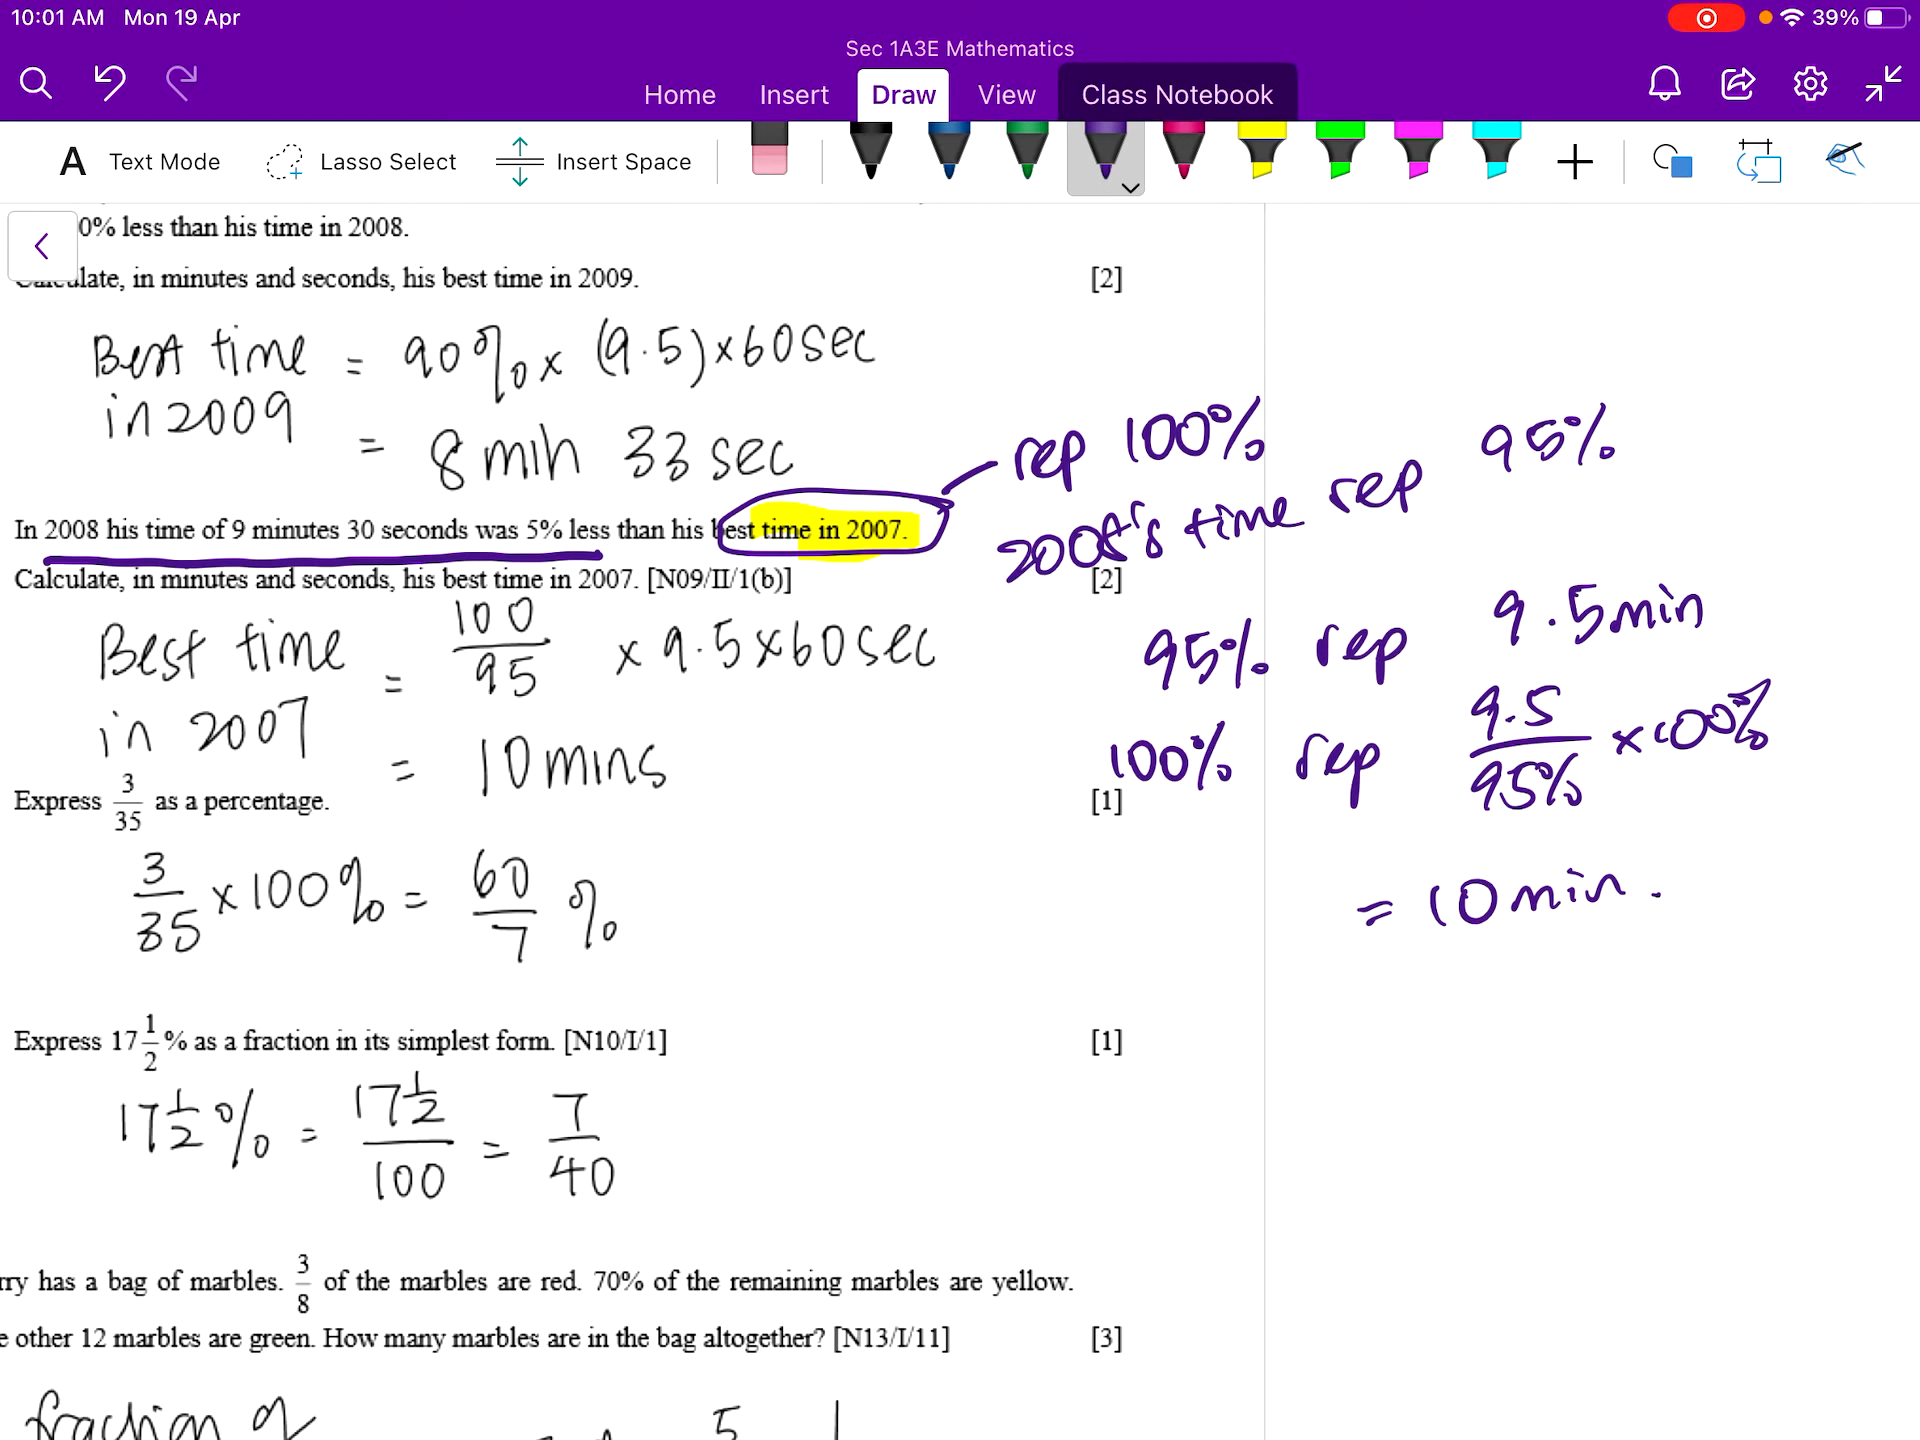 10:01 AM Mon 19 Apr
39%
Sec 1A3E Mathematics
Home Insert Draw View Class Notebook
A Text Mode Lasso Select Insert Space
0% less than his time in 2008.
late, in minutes and seconds, his best time in 2009. [2]
Best time = 90% × (9.5) × 60 sec
in 2009
= 8 min 33 sec
rep 100%
2008's time rep 95%
In 2008 his time of 9 minutes 30 seconds was 5% less than his best time in 2007.
Calculate, in minutes and seconds, his best time in 2007. [N09/II/1(b)] [2]
Best time = 100/95 × 9.5 × 60 sec
in 2007
= 10 mins
95% rep 9.5 min
100% rep 9.5/95% × 100%
= 10 min.
Express 3/35 as a percentage. [1]
3/35 × 100% = 60/7 %
Express 17 1/2 % as a fraction in its simplest form. [N10/I/1] [1]
17 1/2 % = 17 1/2 / 100 = 7/40
rry has a bag of marbles. 3/8 of the marbles are red. 70% of the remaining marbles are yellow.
e other 12 marbles are green. How many marbles are in the bag altogether? [N13/I/11] [3]
fraction of